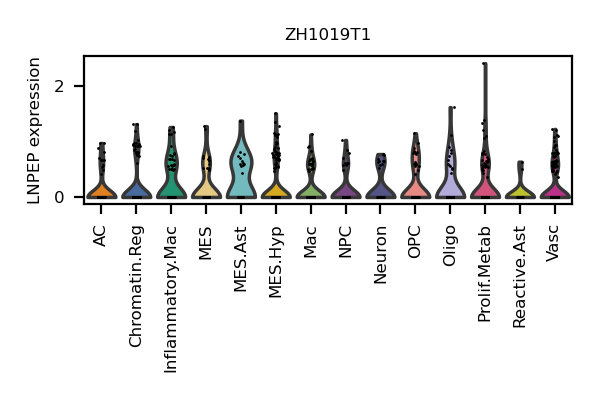 ZH1019T1
LNPEP expression
2
0
AC
Chromatin.Reg
Inflammatory.Mac
MES
MES.Ast
MES.Hyp
Mac
NPC
Neuron
OPC
Oligo
Prolif.Metab
Reactive.Ast
Vasc